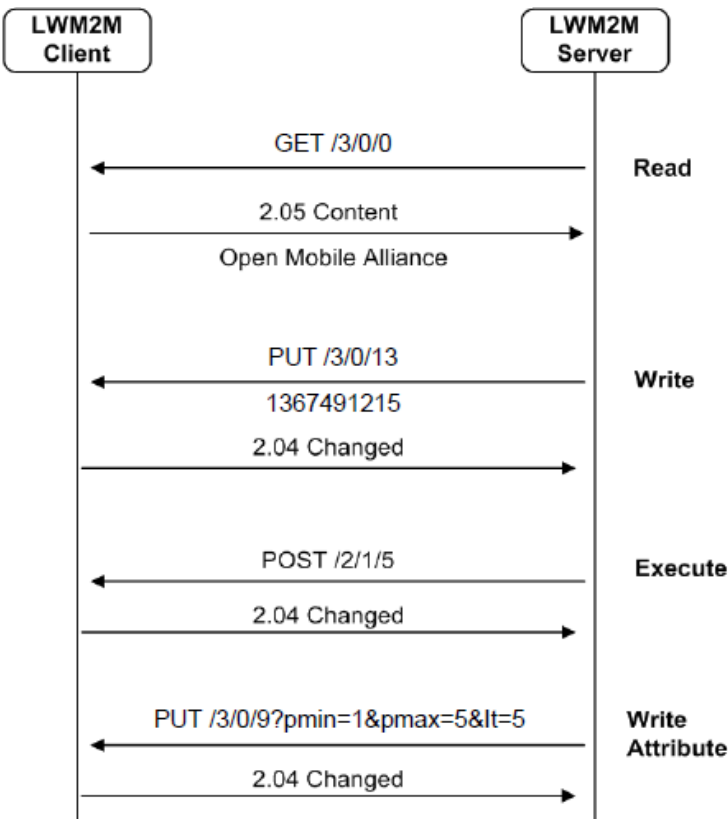 LWM2M
Client
LWM2M
Server
GET /3/0/0
Read
2.05 Content
Open Mobile Alliance
PUT /3/0/13
Write
1367491215
2.04 Changed
POST /2/1/5
Execute
2.04 Changed
PUT /3/0/9?pmin=1&pmax=5&lt=5
Write
Attribute
2.04 Changed